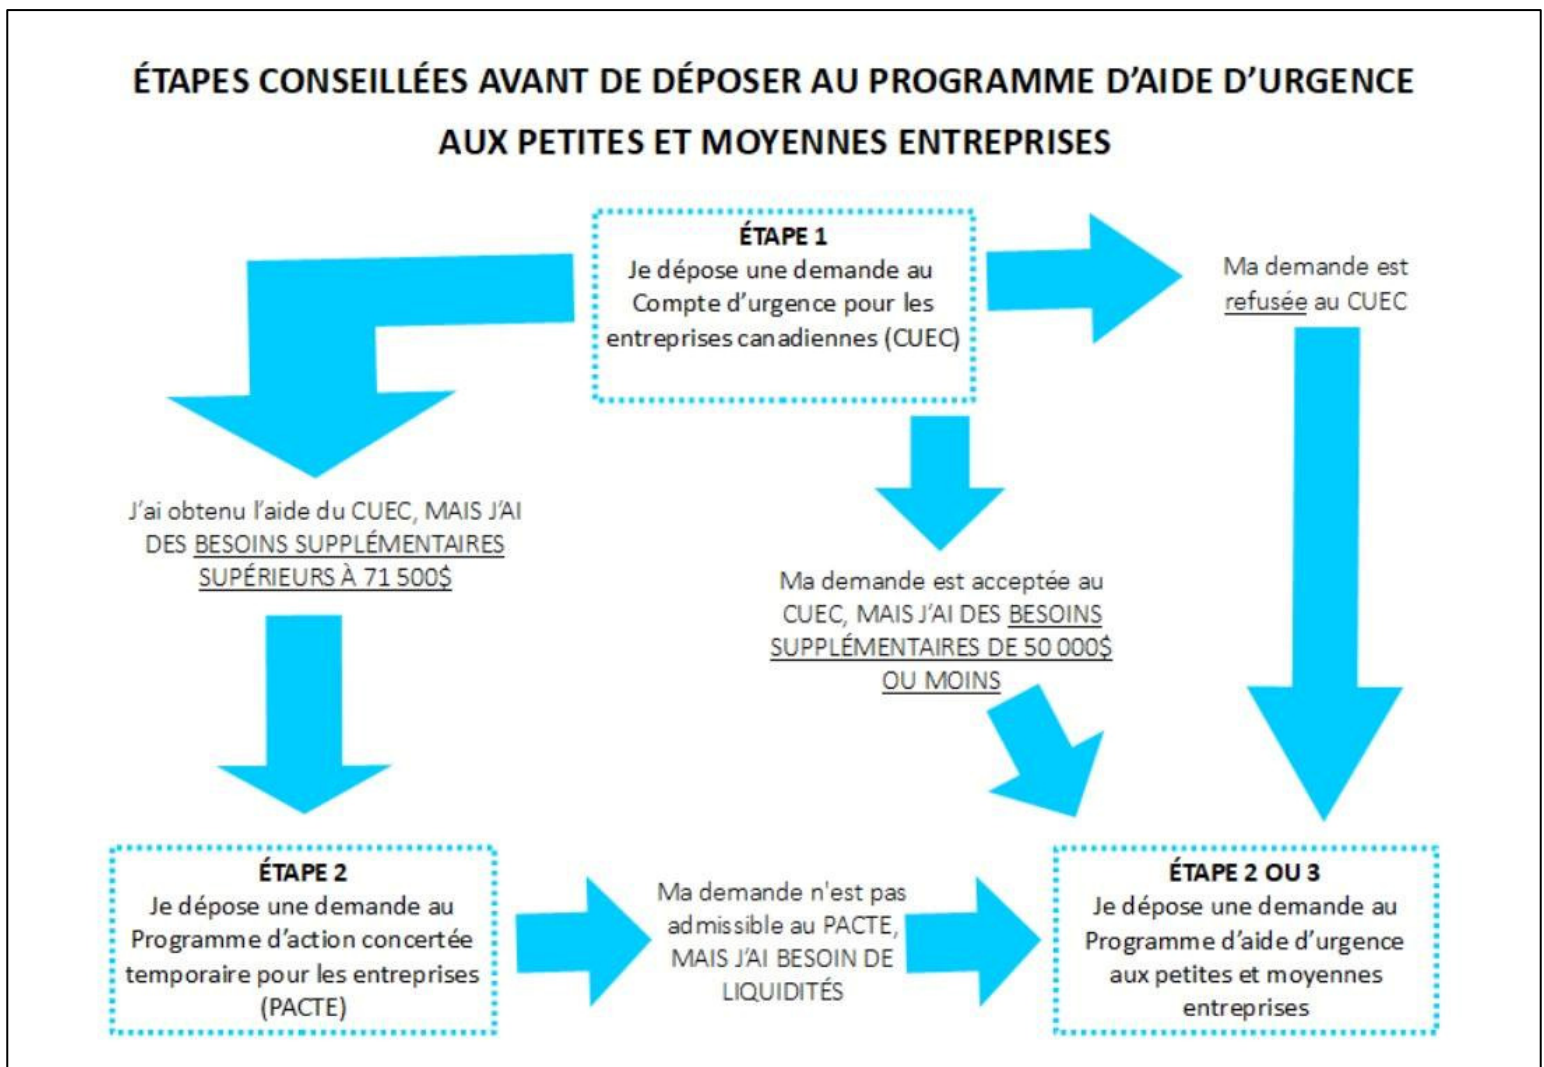 ÉTAPES CONSEILLÉES AVANT DE DÉPOSER AU PROGRAMME D’AIDE D’URGENCE
AUX PETITES ET MOYENNES ENTREPRISES
ÉTAPE 1
Je dépose une demande au
Compte d’urgence pour les
entreprises canadiennes (CUEC)
Ma demande est
refusée au CUEC
J’ai obtenu l’aide du CUEC, MAIS J’AI
DES BESOINS SUPPLÉMENTAIRES
SUPÉRIEURS À 71 500$
Ma demande est acceptée au
CUEC, MAIS J’AI DES BESOINS
SUPPLÉMENTAIRES DE 50 000$
OU MOINS
ÉTAPE 2
Je dépose une demande au
Programme d’action concertée
temporaire pour les entreprises
(PACTE)
Ma demande n'est pas
admissible au PACTE,
MAIS J’AI BESOIN DE
LIQUIDITÉS
ÉTAPE 2 OU 3
Je dépose une demande au
Programme d’aide d’urgence
aux petites et moyennes
entreprises